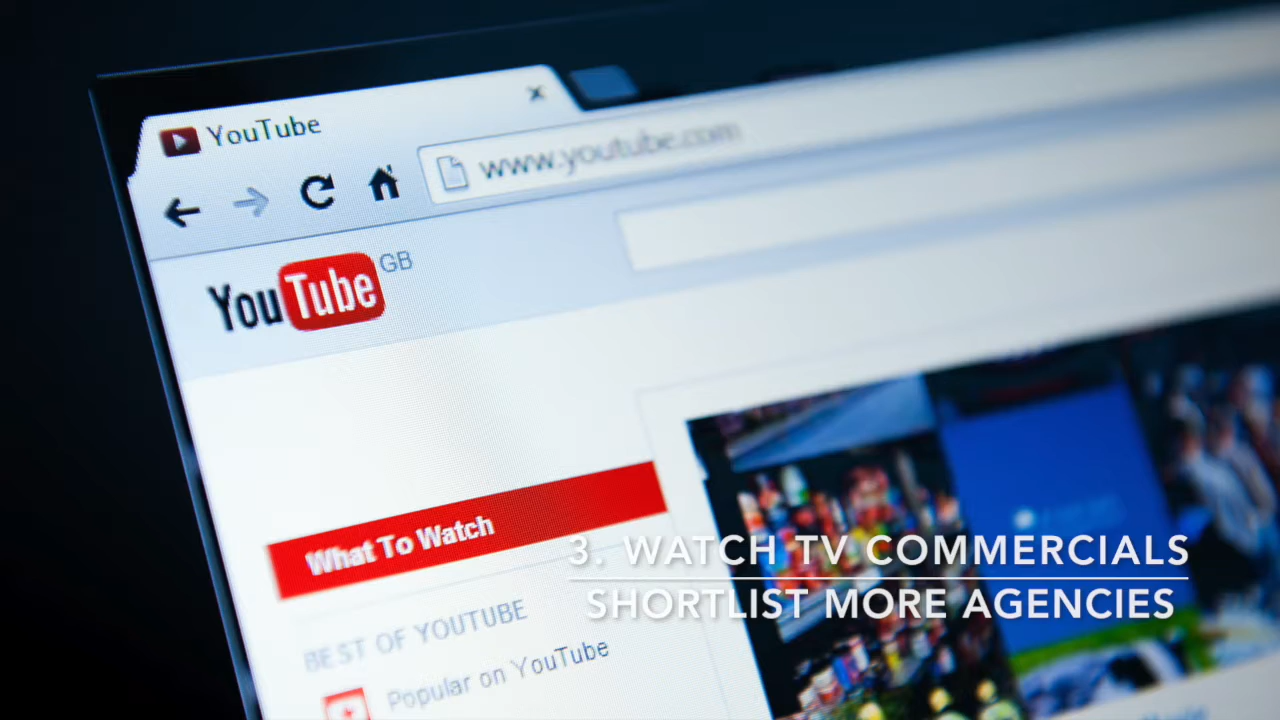 YouTube
www.youtube.com
YouTube GB
What To Watch
BEST OF YOUTUBE
Popular on YouTube
3. WATCH TV COMMERCIALS
SHORTLIST MORE AGENCIES